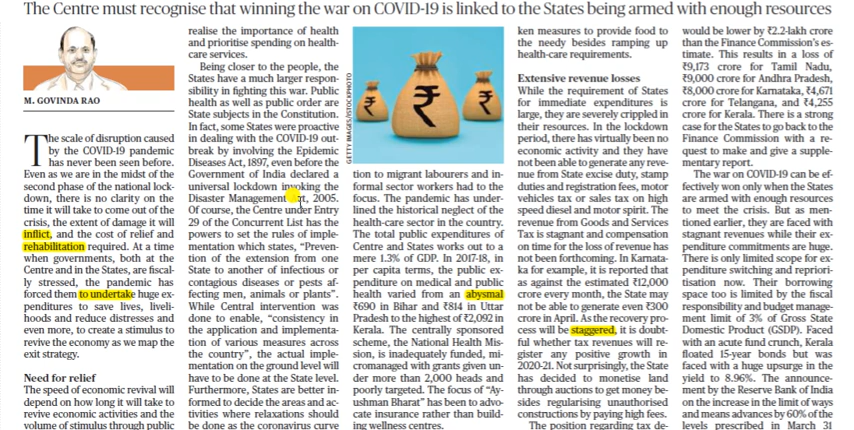 The Centre must recognise that winning the war on COVID-19 is linked to the States being armed with enough resources
M. GOVINDA RAO
The scale of disruption caused
by the COVID-19 pandemic
has never been seen before.
Even as we are in the midst of the
second phase of the national lock-
down, there is no clarity on the
time it will take to come out of the
crisis, the extent of damage it will
inflict, and the cost of relief and
rehabilitation required. At a time
when governments, both at the
Centre and in the States, are fiscal-
ly stressed, the pandemic has
forced them to undertake huge ex-
penditures to save lives, liveli-
hoods and reduce distresses and
even more, to create a stimulus to
revive the economy as we map the
exit strategy.
Need for relief
The speed of economic revival will
depend on how long it will take to
revive economic activities and the
volume of stimulus through public
realise the importance of health
and prioritise spending on health-
care services.
Being closer to the people, the
States have a much larger respon-
sibility in fighting this war. Public
health as well as public order are
State subjects in the Constitution.
In fact, some States were proactive
in dealing with the COVID-19 out-
break by involving the Epidemic
Diseases Act, 1897, even before the
Government of India declared a
universal lockdown invoking the
Disaster Management Act, 2005.
Of course, the Centre under Entry
29 of the Concurrent List has the
powers to set the rules of imple-
mentation which states, “Preven-
tion of the extension from one
State to another of infectious or
contagious diseases or pests af-
fecting men, animals or plants”.
While Central intervention was
done to enable, “consistency in
the application and implementa-
tion of various measures across
the country”, the actual imple-
mentation on the ground level will
have to be done at the State level.
Furthermore, States are better in-
formed to decide the areas and ac-
tivities where relaxations should
be done as the coronavirus curve
GETTY IMAGES/ISTOCKPHOTO
tion to migrant labourers and in-
formal sector workers had to the
focus. The pandemic has under-
lined the historical neglect of the
health-care sector in the country.
The total public expenditures of
Centre and States works out to a
mere 1.3% of GDP. In 2017-18, in
per capita terms, the public ex-
penditure on medical and public
health varied from an abysmal
₹690 in Bihar and ₹814 in Uttar
Pradesh to the highest of ₹2,092 in
Kerala. The centrally sponsored
scheme, the National Health Mis-
sion, is inadequately funded, mi-
cromanaged with grants given un-
der more than 2,000 heads and
poorly targeted. The focus of “Ay-
ushman Bharat” has been to advo-
cate insurance rather than build-
ing wellness centres.
ken measures to provide food to
the needy besides ramping up
health-care requirements.
Extensive revenue losses
While the requirement of States
for immediate expenditures is
large, they are severely crippled in
their resources. In the lockdown
period, there has virtually been no
economic activity and they have
not been able to generate any reve-
nue from State excise duty, stamp
duties and registration fees, motor
vehicles tax or sales tax on high
speed diesel and motor spirit. The
revenue from Goods and Services
Tax is stagnant and compensation
on time for the loss of revenue has
not been forthcoming. In Karnata-
ka for example, it is reported that
as against the estimated ₹12,000
crore every month, the State may
not be able to generate even ₹300
crore in April. As the recovery pro-
cess will be staggered, it is doubt-
ful whether tax revenues will re-
gister any positive growth in
2020-21. Not surprisingly, the State
has decided to monetise land
through auctions to get money be-
sides regularising unauthorised
constructions by paying high fees.
The position regarding tax de-
would be lower by ₹2.2-lakh crore
than the Finance Commission’s es-
timate. This results in a loss of
₹9,173 crore for Tamil Nadu,
₹9,000 crore for Andhra Pradesh,
₹8,000 crore for Karnataka, ₹4,671
crore for Telangana, and ₹4,255
crore for Kerala. There is a strong
case for the States to go back to the
Finance Commission with a re-
quest to make and give a supple-
mentary report.
The war on COVID-19 can be ef-
fectively won only when the States
are armed with enough resources
to meet the crisis. But as men-
tioned earlier, they are faced with
stagnant revenues while their ex-
penditure commitments are huge.
There is only limited scope for ex-
penditure switching and repriori-
tisation now. Their borrowing
space too is limited by the fiscal
responsibility and budget manage-
ment limit of 3% of Gross State
Domestic Product (GSDP). Faced
with an acute fund crunch, Kerala
floated 15-year bonds but was
faced with a huge upsurge in the
yield to 8.96%. The announce-
ment by the Reserve Bank of India
on the increase in the limit of ways
and means advances by 60% of the
levels prescribed in March 31